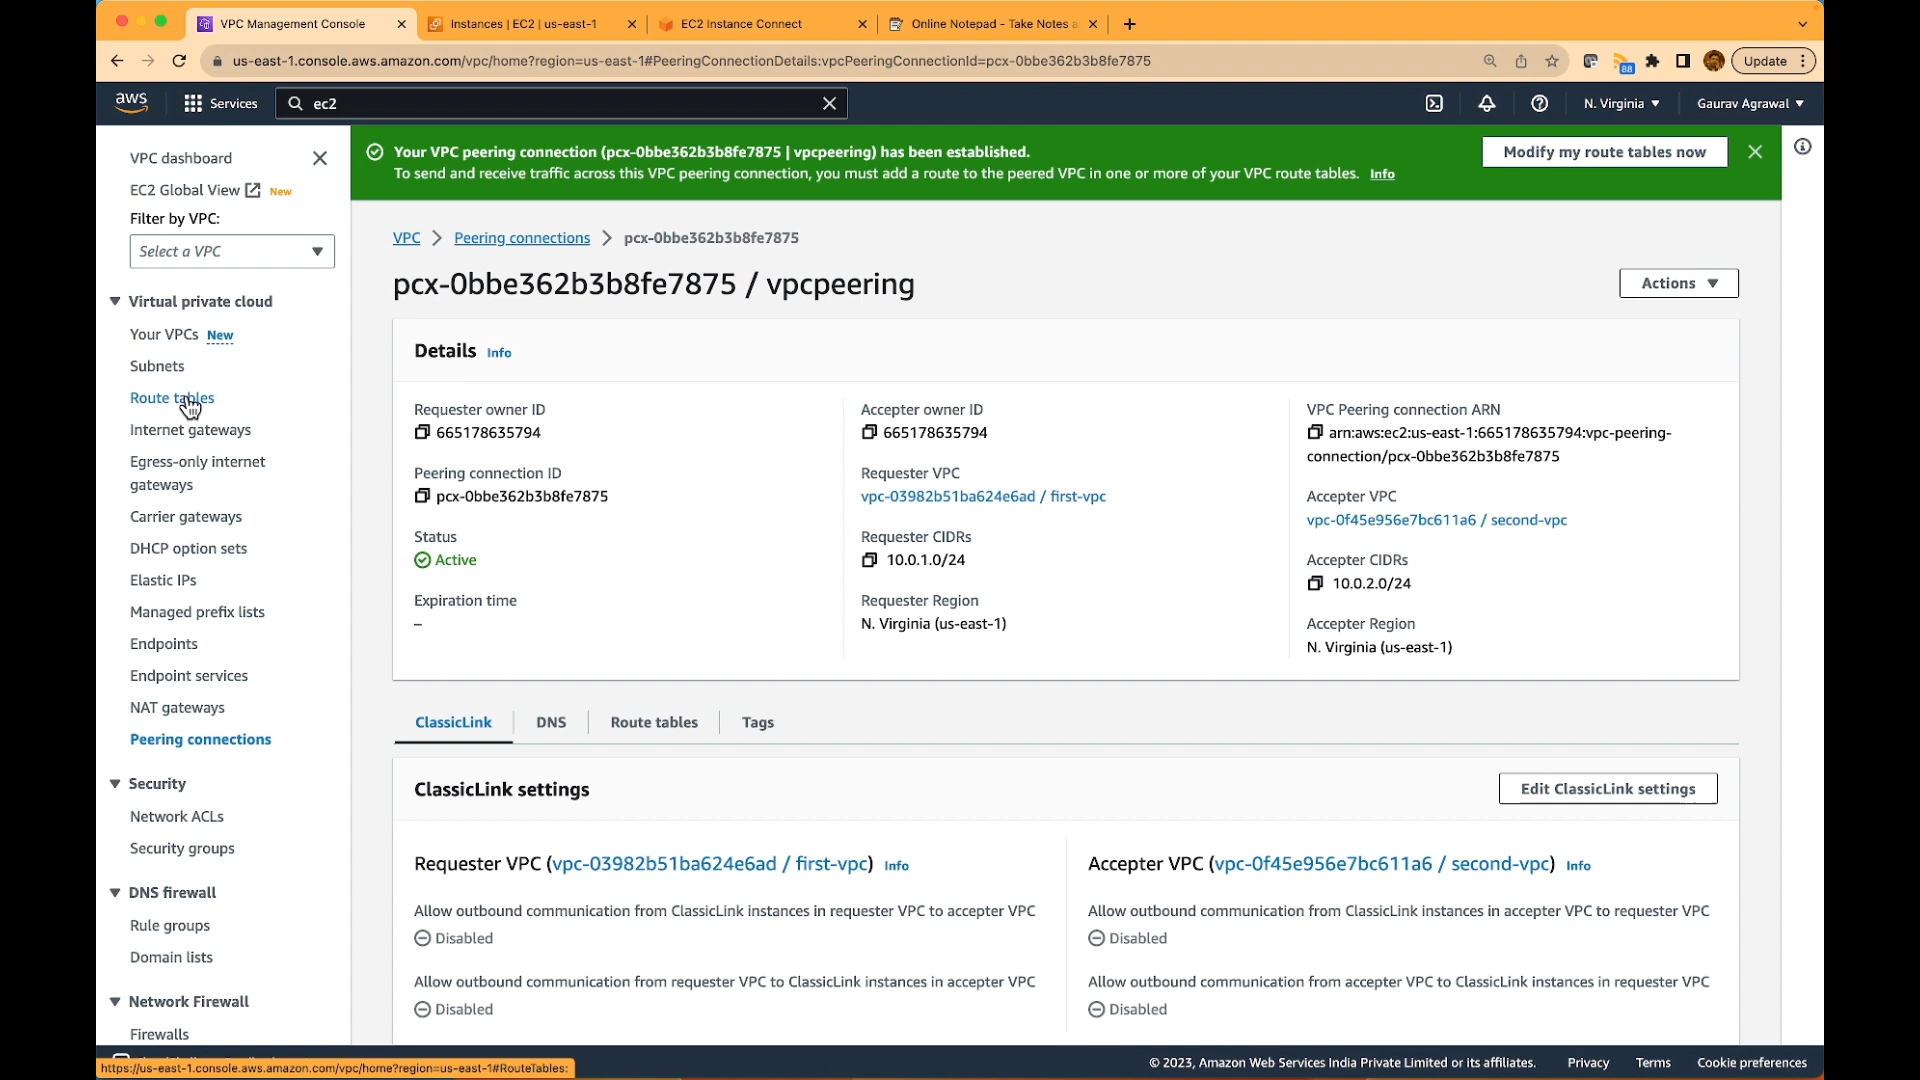 VPC Management Console
Instances | EC2 | us-east-1
EC2 Instance Connect
Online Notepad - Take Notes a
us-east-1.console.aws.amazon.com/vpc/home?region=us-east-1#PeeringConnectionDetails:vpcPeeringConnectionId=pcx-0bbe362b3b8fe7875
88
Update
aws
Services
ec2
N. Virginia
Gaurav Agrawal
VPC dashboard
EC2 Global View
New
Filter by VPC:
Select a VPC
Virtual private cloud
Your VPCs New
Subnets
Route tables
Internet gateways
Egress-only internet
gateways
Carrier gateways
DHCP option sets
Elastic IPs
Managed prefix lists
Endpoints
Endpoint services
NAT gateways
Peering connections
Security
Network ACLs
Security groups
DNS firewall
Rule groups
Domain lists
Network Firewall
Firewalls
Your VPC peering connection (pcx-0bbe362b3b8fe7875 | vpcpeering) has been established.
To send and receive traffic across this VPC peering connection, you must add a route to the peered VPC in one or more of your VPC route tables. Info
Modify my route tables now
VPC
Peering connections
pcx-0bbe362b3b8fe7875
pcx-0bbe362b3b8fe7875 / vpcpeering
Actions
Details Info
Requester owner ID
665178635794
Peering connection ID
pcx-0bbe362b3b8fe7875
Status
Active
Expiration time
–
Accepter owner ID
665178635794
Requester VPC
vpc-03982b51ba624e6ad / first-vpc
Requester CIDRs
10.0.1.0/24
Requester Region
N. Virginia (us-east-1)
VPC Peering connection ARN
arn:aws:ec2:us-east-1:665178635794:vpc-peering-
connection/pcx-0bbe362b3b8fe7875
Accepter VPC
vpc-0f45e956e7bc611a6 / second-vpc
Accepter CIDRs
10.0.2.0/24
Accepter Region
N. Virginia (us-east-1)
ClassicLink
DNS
Route tables
Tags
ClassicLink settings
Edit ClassicLink settings
Requester VPC (vpc-03982b51ba624e6ad / first-vpc) Info
Allow outbound communication from ClassicLink instances in requester VPC to accepter VPC
Disabled
Allow outbound communication from requester VPC to ClassicLink instances in accepter VPC
Disabled
Accepter VPC (vpc-0f45e956e7bc611a6 / second-vpc) Info
Allow outbound communication from ClassicLink instances in accepter VPC to requester VPC
Disabled
Allow outbound communication from accepter VPC to ClassicLink instances in requester VPC
Disabled
https://us-east-1.console.aws.amazon.com/vpc/home?region=us-east-1#RouteTables:
© 2023, Amazon Web Services India Private Limited or its affiliates.
Privacy
Terms
Cookie preferences